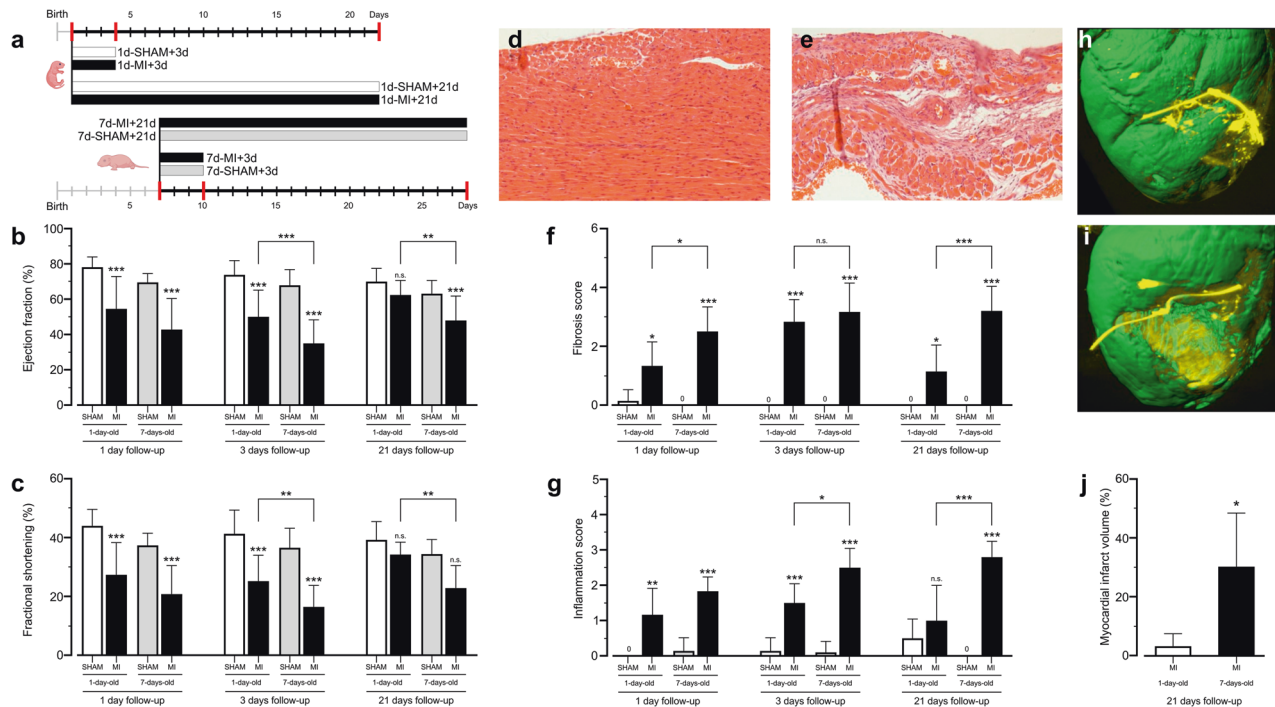 a
Birth 5 10 15 20 Days
1d-SHAM+3d
1d-MI+3d
1d-SHAM+21d
1d-MI+21d
7d-MI+21d
7d-SHAM+21d
7d-MI+3d
7d-SHAM+3d
Birth 5 10 15 20 25 Days
b
Ejection fraction (%)
100
80
60
40
20
0
*** *** *** *** *** n.s. ** ***
SHAM MI SHAM MI SHAM MI SHAM MI SHAM MI SHAM MI
1-day-old 7-days-old 1-day-old 7-days-old 1-day-old 7-days-old
1 day follow-up 3 days follow-up 21 days follow-up
c
Fractional shortening (%)
60
40
20
0
*** *** ** *** *** ** n.s. n.s.
SHAM MI SHAM MI SHAM MI SHAM MI SHAM MI SHAM MI
1-day-old 7-days-old 1-day-old 7-days-old 1-day-old 7-days-old
1 day follow-up 3 days follow-up 21 days follow-up
d
e
f
Fibrosis score
6
4
2
0
* * 0 *** n.s. 0 *** 0 *** *** 0 * 0 ***
SHAM MI SHAM MI SHAM MI SHAM MI SHAM MI SHAM MI
1-day-old 7-days-old 1-day-old 7-days-old 1-day-old 7-days-old
1 day follow-up 3 days follow-up 21 days follow-up
g
Inflammation score
5
4
3
2
1
0
0 ** *** * *** *** *** n.s. 0 ***
SHAM MI SHAM MI SHAM MI SHAM MI SHAM MI SHAM MI
1-day-old 7-days-old 1-day-old 7-days-old 1-day-old 7-days-old
1 day follow-up 3 days follow-up 21 days follow-up
h
i
j
Myocardial infarct volume (%)
60
40
20
0
*
MI MI
1-day-old 7-days-old
21 days follow-up